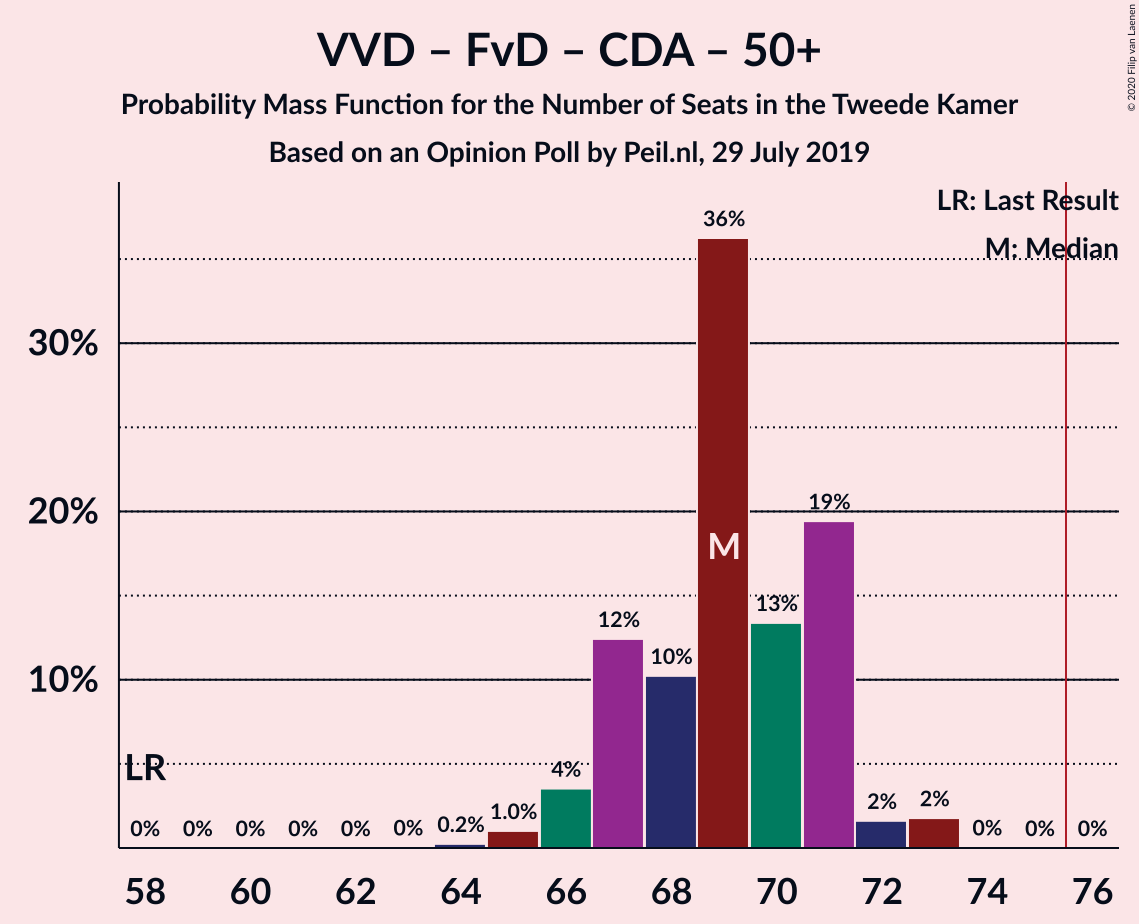 VVD – FvD – CDA – 50+
Probability Mass Function for the Number of Seats in the Tweede Kamer
Based on an Opinion Poll by Peil.nl, 29 July 2019
© 2020 Filip van Laenen
LR: Last Result
M: Median
36%
30%
20%
19%
M
13%
12%
10%
10%
LR
4%
2%
2%
1.0%
0.2%
0%
0%
0%
0%
0%
0%
0%
0%
0%
58 60 62 64 66 68 70 72 74 76